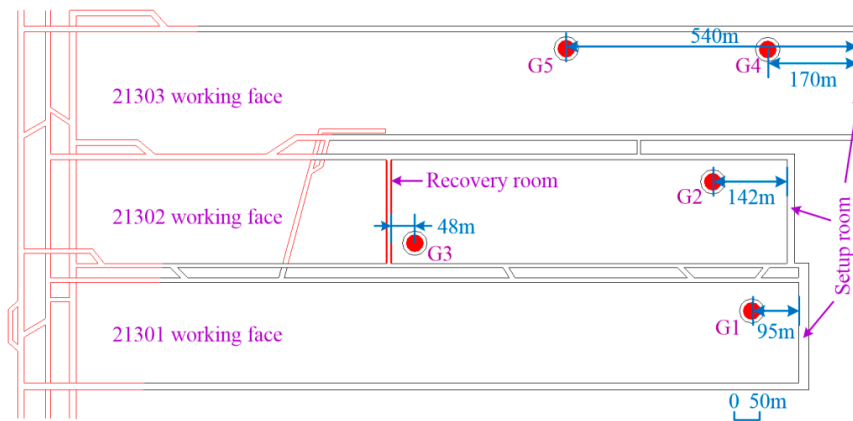 540m
G5
G4
170m
21303 working face
Recovery room
G2
142m
21302 working face
48m
G3
Setup room
G1
95m
21301 working face
0 50m